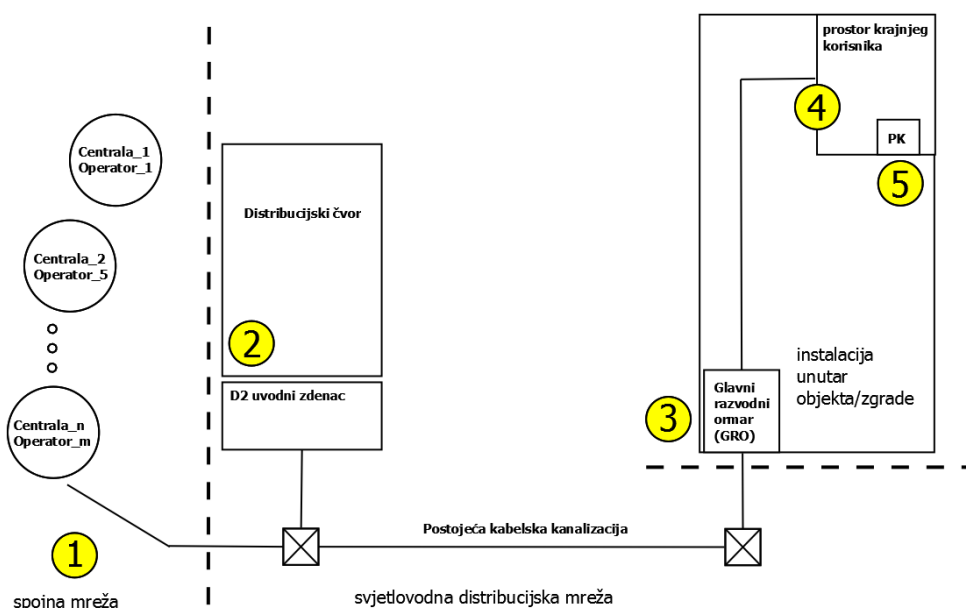 prostor krajnjeg
korisnika
4
PK
5
Centrala_1
Operator_1
Distribucijski čvor
Centrala_2
Operator_5
2
D2 uvodni zdenac
instalacija
unutar
objekta/zgrade
Glavni
razvodni
ormar
(GRO)
3
Centrala_n
Operator_m
Postojeća kabelska kanalizacija
1
spojna mreža
svjetlovodna distribucijska mreža